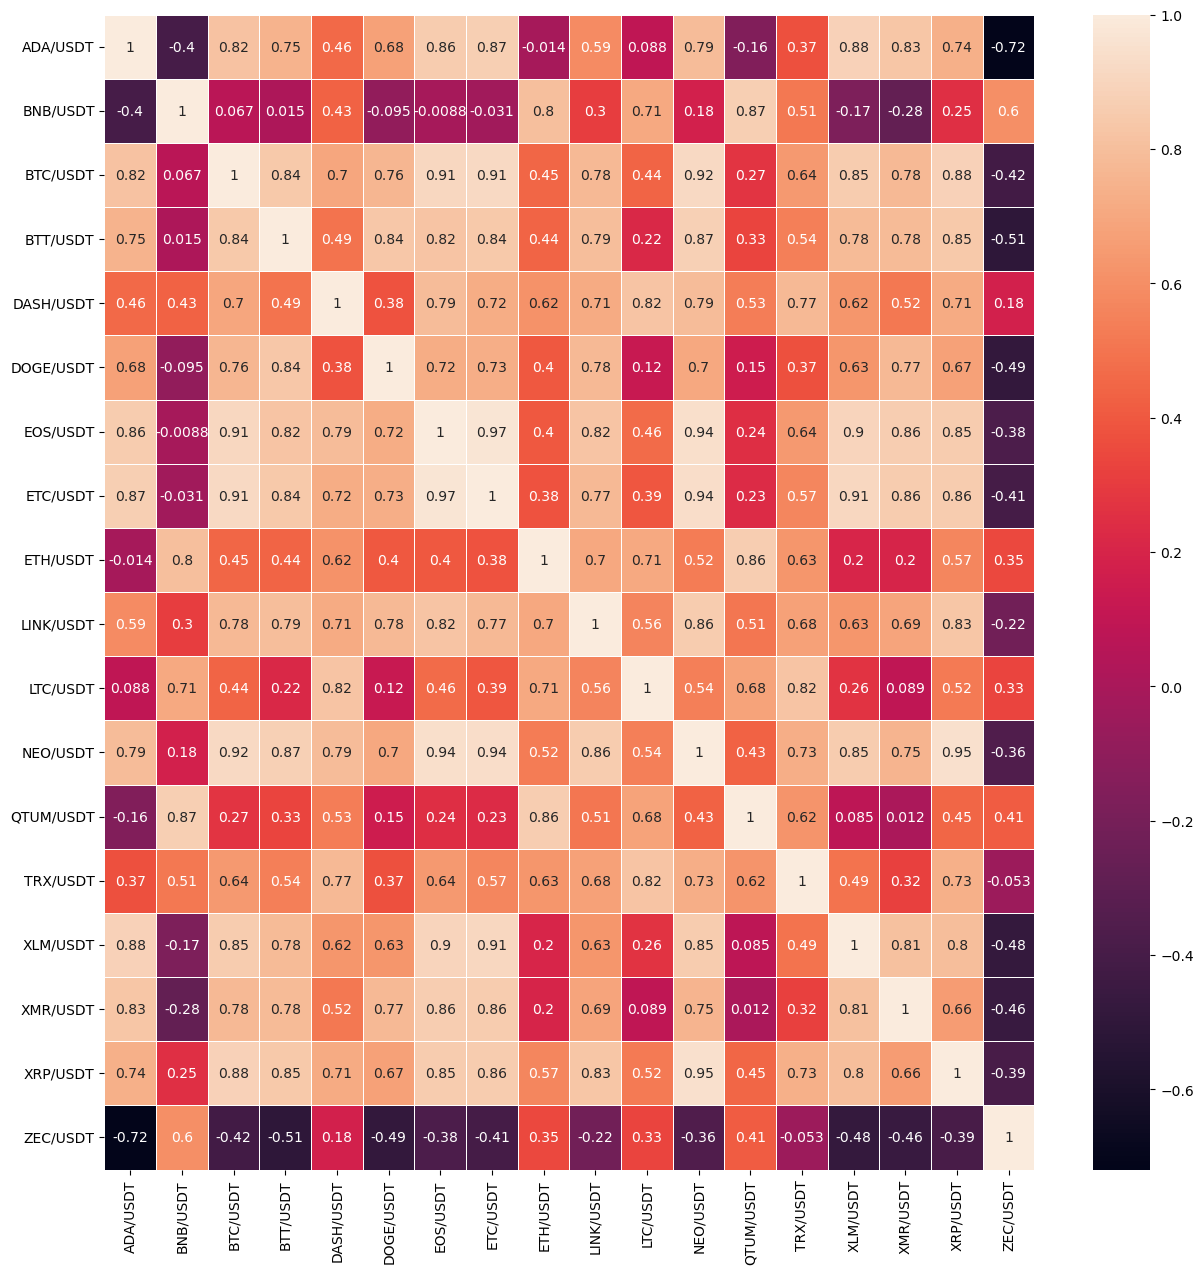 ADA/USDT 1 -0.4 0.82 0.75 0.46 0.68 0.86 0.87 -0.014 0.59 0.088 0.79 -0.16 0.37 0.88 0.83 0.74 -0.72
BNB/USDT -0.4 1 0.067 0.015 0.43 -0.095 -0.0088 -0.031 0.8 0.3 0.71 0.18 0.87 0.51 -0.17 -0.28 0.25 0.6
BTC/USDT 0.82 0.067 1 0.84 0.7 0.76 0.91 0.91 0.45 0.78 0.44 0.92 0.27 0.64 0.85 0.78 0.88 -0.42
BTT/USDT 0.75 0.015 0.84 1 0.49 0.84 0.82 0.84 0.44 0.79 0.22 0.87 0.33 0.54 0.78 0.78 0.85 -0.51
DASH/USDT 0.46 0.43 0.7 0.49 1 0.38 0.79 0.72 0.62 0.71 0.82 0.79 0.53 0.77 0.62 0.52 0.71 0.18
DOGE/USDT 0.68 -0.095 0.76 0.84 0.38 1 0.72 0.73 0.4 0.78 0.12 0.7 0.15 0.37 0.63 0.77 0.67 -0.49
EOS/USDT 0.86 -0.0088 0.91 0.82 0.79 0.72 1 0.97 0.4 0.82 0.46 0.94 0.24 0.64 0.9 0.86 0.85 -0.38
ETC/USDT 0.87 -0.031 0.91 0.84 0.72 0.73 0.97 1 0.38 0.77 0.39 0.94 0.23 0.57 0.91 0.86 0.86 -0.41
ETH/USDT -0.014 0.8 0.45 0.44 0.62 0.4 0.4 0.38 1 0.7 0.71 0.52 0.86 0.63 0.2 0.2 0.57 0.35
LINK/USDT 0.59 0.3 0.78 0.79 0.71 0.78 0.82 0.77 0.7 1 0.56 0.86 0.51 0.68 0.63 0.69 0.83 -0.22
LTC/USDT 0.088 0.71 0.44 0.22 0.82 0.12 0.46 0.39 0.71 0.56 1 0.54 0.68 0.82 0.26 0.089 0.52 0.33
NEO/USDT 0.79 0.18 0.92 0.87 0.79 0.7 0.94 0.94 0.52 0.86 0.54 1 0.43 0.73 0.85 0.75 0.95 -0.36
QTUM/USDT -0.16 0.87 0.27 0.33 0.53 0.15 0.24 0.23 0.86 0.51 0.68 0.43 1 0.62 0.085 0.012 0.45 0.41
TRX/USDT 0.37 0.51 0.64 0.54 0.77 0.37 0.64 0.57 0.63 0.68 0.82 0.73 0.62 1 0.49 0.32 0.73 -0.053
XLM/USDT 0.88 -0.17 0.85 0.78 0.62 0.63 0.9 0.91 0.2 0.63 0.26 0.85 0.085 0.49 1 0.81 0.8 -0.48
XMR/USDT 0.83 -0.28 0.78 0.78 0.52 0.77 0.86 0.86 0.2 0.69 0.089 0.75 0.012 0.32 0.81 1 0.66 -0.46
XRP/USDT 0.74 0.25 0.88 0.85 0.71 0.67 0.85 0.86 0.57 0.83 0.52 0.95 0.45 0.73 0.8 0.66 1 -0.39
ZEC/USDT -0.72 0.6 -0.42 -0.51 0.18 -0.49 -0.38 -0.41 0.35 -0.22 0.33 -0.36 0.41 -0.053 -0.48 -0.46 -0.39 1
ADA/USDT BNB/USDT BTC/USDT BTT/USDT DASH/USDT DOGE/USDT EOS/USDT ETC/USDT ETH/USDT LINK/USDT LTC/USDT NEO/USDT QTUM/USDT TRX/USDT XLM/USDT XMR/USDT XRP/USDT ZEC/USDT
1.0
0.8
0.6
0.4
0.2
0.0
−0.2
−0.4
−0.6